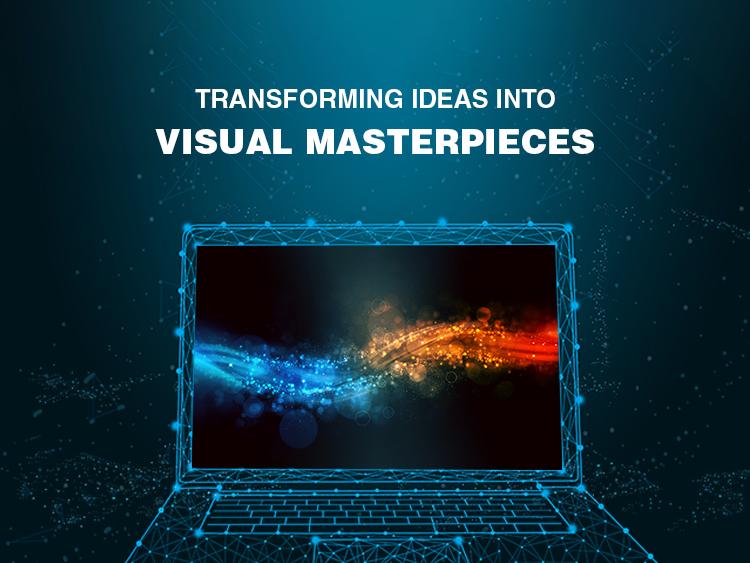 TRANSFORMING IDEAS INTO
VISUAL MASTERPIECES